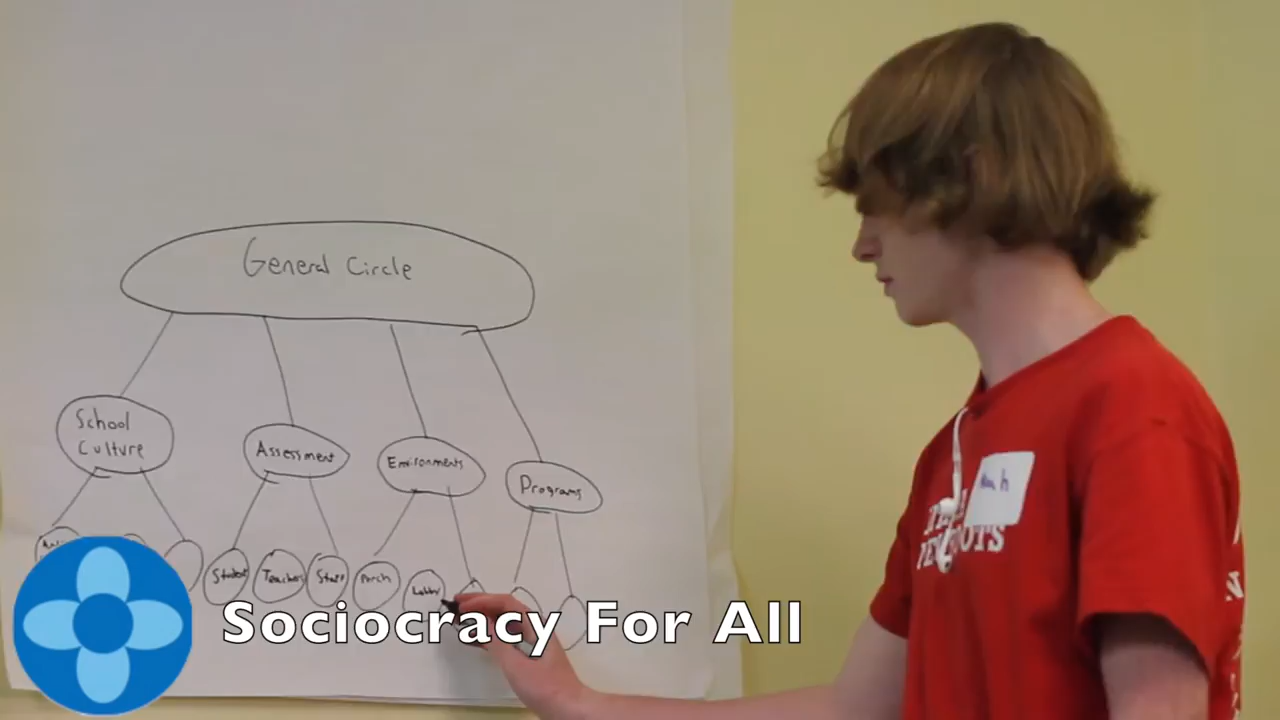 General Circle
School
Culture
Assessment
Environments
Programs
Student
Teachers
Staff
Porch
Lobby
Sociocracy For All